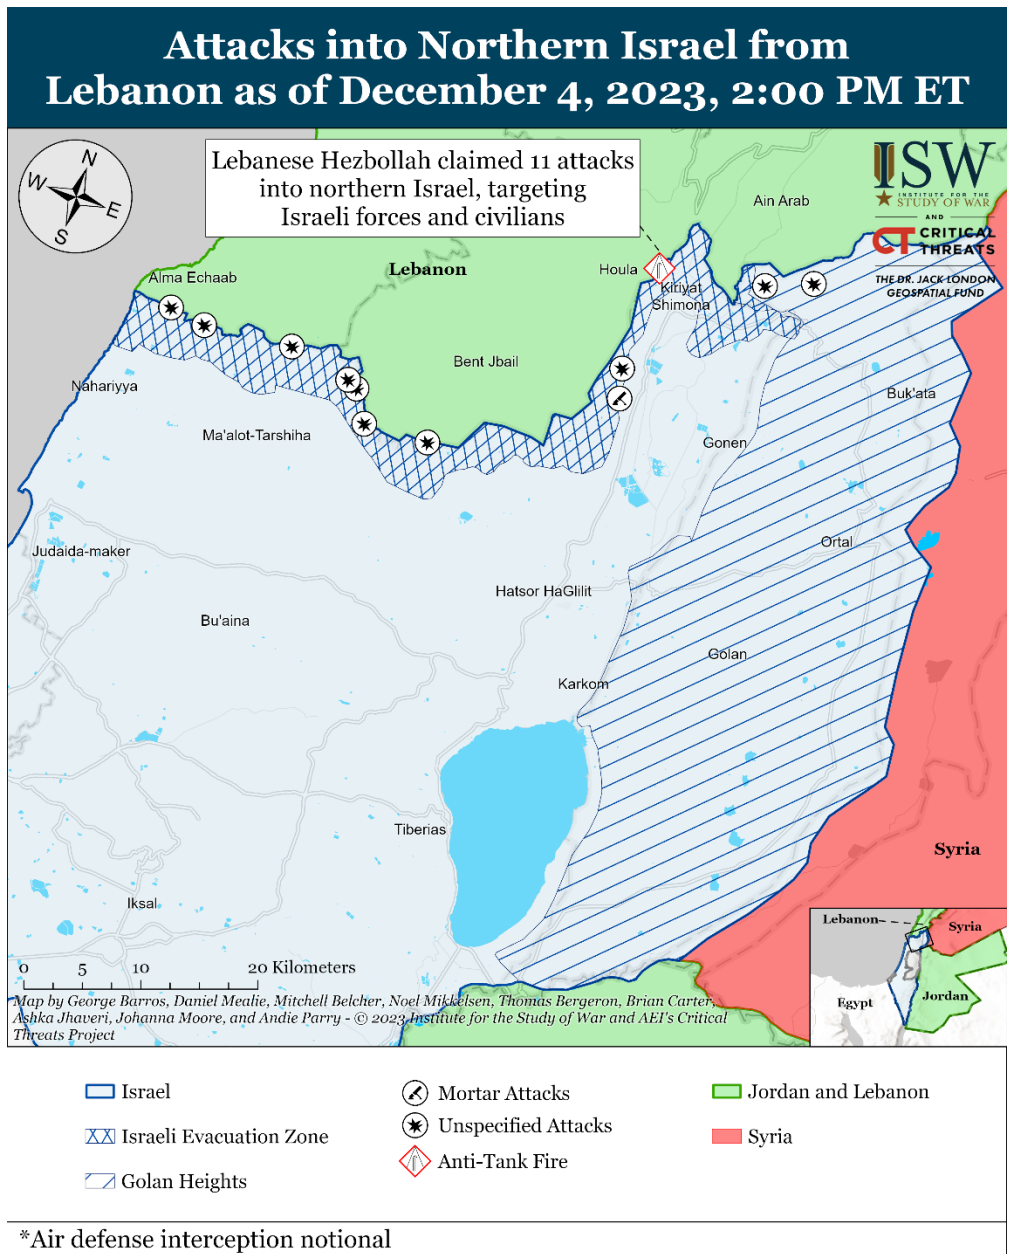 Attacks into Northern Israel from
Lebanon as of December 4, 2023, 2:00 PM ET
N
W
E
S
Lebanese Hezbollah claimed 11 attacks
into northern Israel, targeting
Israeli forces and civilians
ISW
INSTITUTE FOR THE
STUDY OF WAR
AND
CT CRITICAL
THREATS
THE DR. JACK LONDON
GEOSPATIAL FUND
Ain Arab
Lebanon
Houla
Alma Echaab
Kiriyat
Shimona
Bent Jbail
Nahariyya
Buk'ata
Ma'alot-Tarshiha
Gonen
Judaida-maker
Ortal
Hatsor HaGlilit
Bu'aina
Golan
Karkom
Tiberias
Syria
Iksal
Lebanon
Syria
Egypt
Jordan
0 5 10 20 Kilometers
Map by George Barros, Daniel Mealie, Mitchell Belcher, Noel Mikkelsen, Thomas Bergeron, Brian Carter,
Ashka Jhaveri, Johanna Moore, and Andie Parry - © 2023 Institute for the Study of War and AEI's Critical
Threats Project
Israel
Israeli Evacuation Zone
Golan Heights
Mortar Attacks
Unspecified Attacks
Anti-Tank Fire
Jordan and Lebanon
Syria
*Air defense interception notional